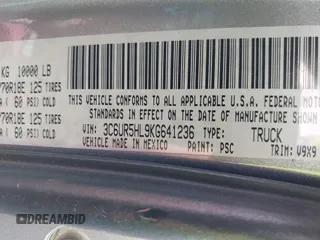 KG 10000 LB
70R18E 125 TIRES
A ( 60 PSI) COLD
THIS VEHICLE CONFORMS TO ALL APPLICABLE U.S.A. FEDERAL MOTOR
SAFETY STANDARDS IN EFFECT ON THE DATE OF MANUFACTURE SHOWN
70R18E 125 TIRES
A ( 60 PSI) COLD
VIN: 3C6UR5HL9KG641236 TYPE: TRUCK
VEHICLE MADE IN MEXICO PAINT: PSC TRIM: V9X9
DREAMBID